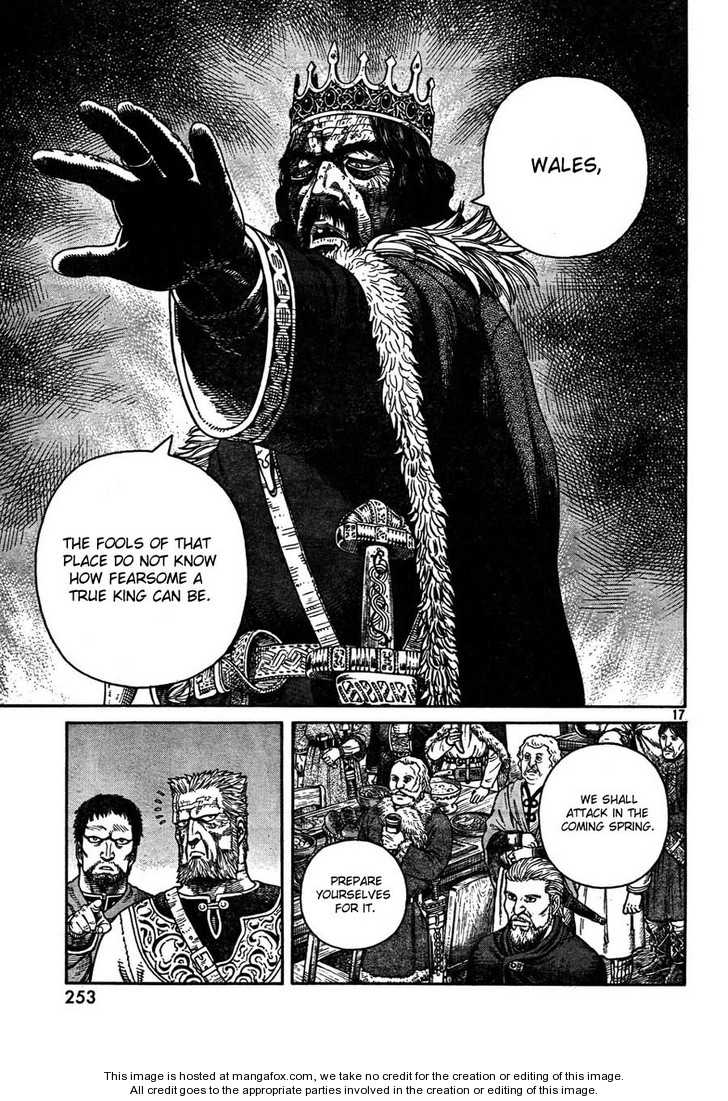 WALES,
THE FOOLS OF THAT
PLACE DO NOT KNOW
HOW FEARSOME A
TRUE KING CAN BE.
17
WE SHALL
ATTACK IN THE
COMING SPRING.
PREPARE
YOURSELVES
FOR IT.
253
This image is hosted at mangafox.com, we take no credit for the creation or editing of this image.
All credit goes to the appropriate parties involved in the creation or editing of this image.